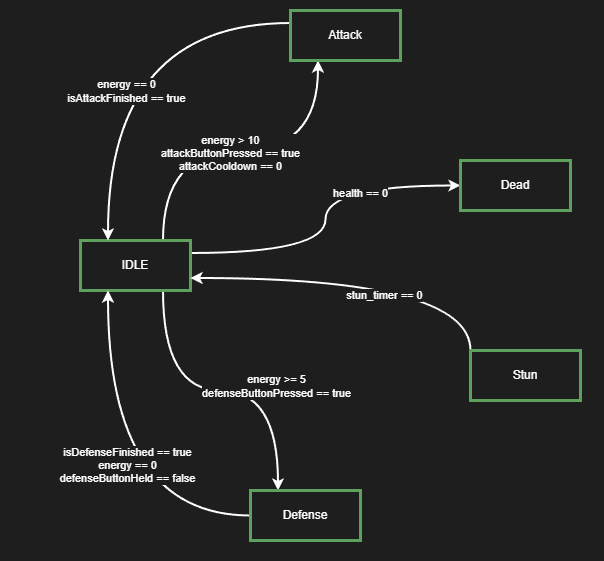 Attack
energy == 0
isAttackFinished == true
energy > 10
attackButtonPressed == true
attackCooldown == 0
Dead
health == 0
IDLE
stun_timer == 0
Stun
energy >= 5
defenseButtonPressed == true
isDefenseFinished == true
energy == 0
defenseButtonHeld == false
Defense